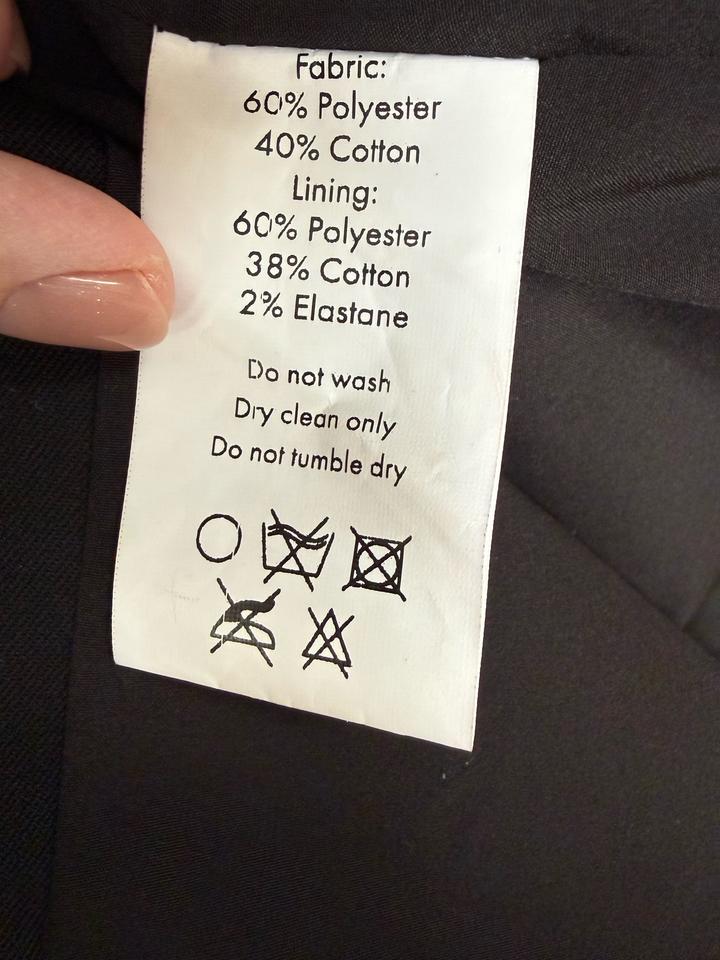 Fabric:
60% Polyester
40% Cotton
Lining:
60% Polyester
38% Cotton
2% Elastane
Do not wash
Dry clean only
Do not tumble dry